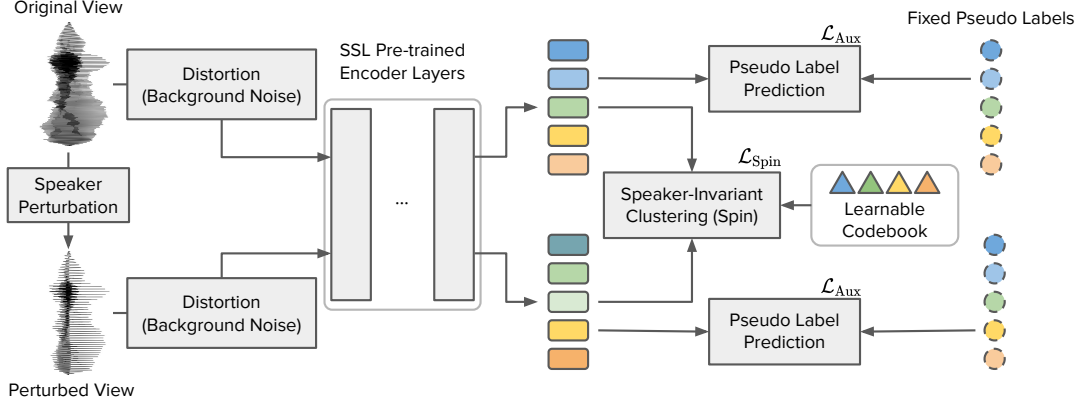 Original View
Distortion
(Background Noise)
SSL Pre-trained
Encoder Layers
...
Speaker
Perturbation
Distortion
(Background Noise)
Perturbed View
ℒAux
Pseudo Label
Prediction
Fixed Pseudo Labels
ℒSpin
Speaker-Invariant
Clustering (Spin)
Learnable
Codebook
ℒAux
Pseudo Label
Prediction